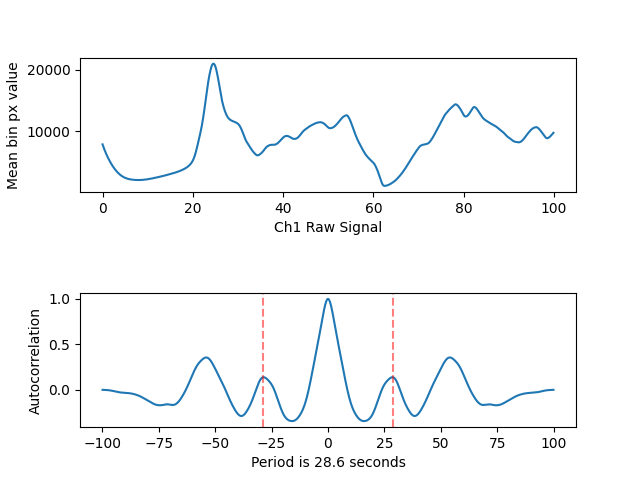 20000
10000
Mean bin px value
0 20 40 60 80 100
Ch1 Raw Signal
1.0
0.5
0.0
Autocorrelation
−100 −75 −50 −25 0 25 50 75 100
Period is 28.6 seconds